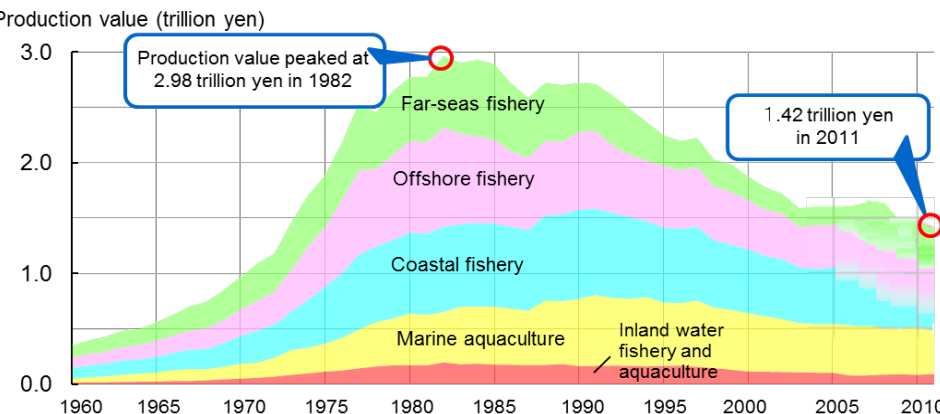 Production value (trillion yen)
3.0
Production value peaked at
2.98 trillion yen in 1982
Far-seas fishery
1.42 trillion yen
in 2011
2.0
Offshore fishery
Coastal fishery
1.0
Marine aquaculture
Inland water
fishery and
aquaculture
0.0
1960 1965 1970 1975 1980 1985 1990 1995 2000 2005 2010